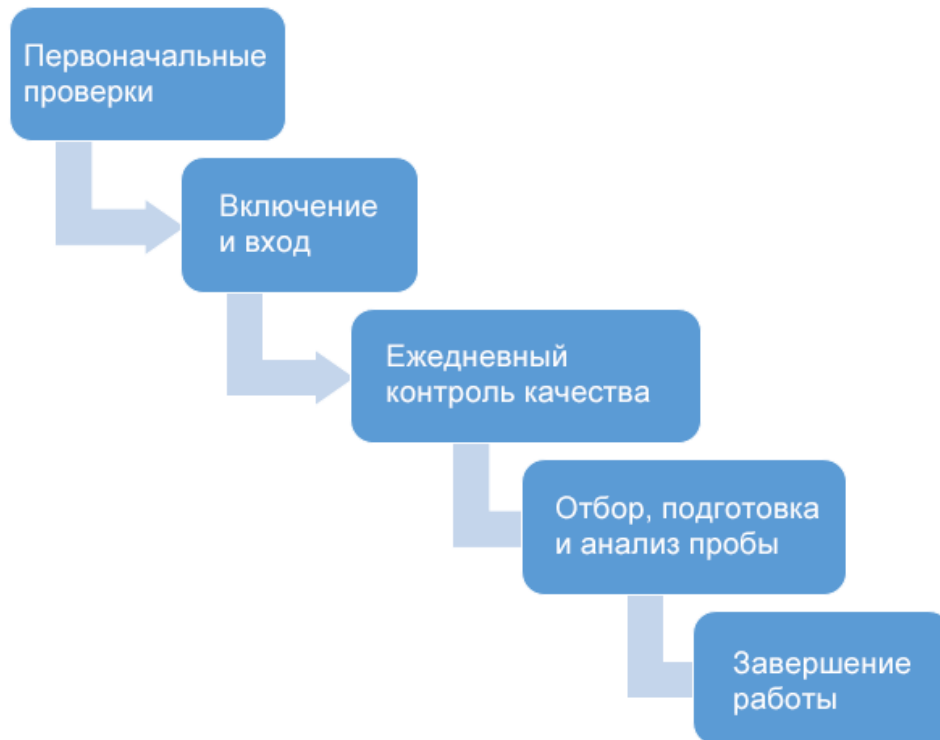 Первоначальные
проверки
Включение
и вход
Ежедневный
контроль качества
Отбор, подготовка
и анализ пробы
Завершение
работы